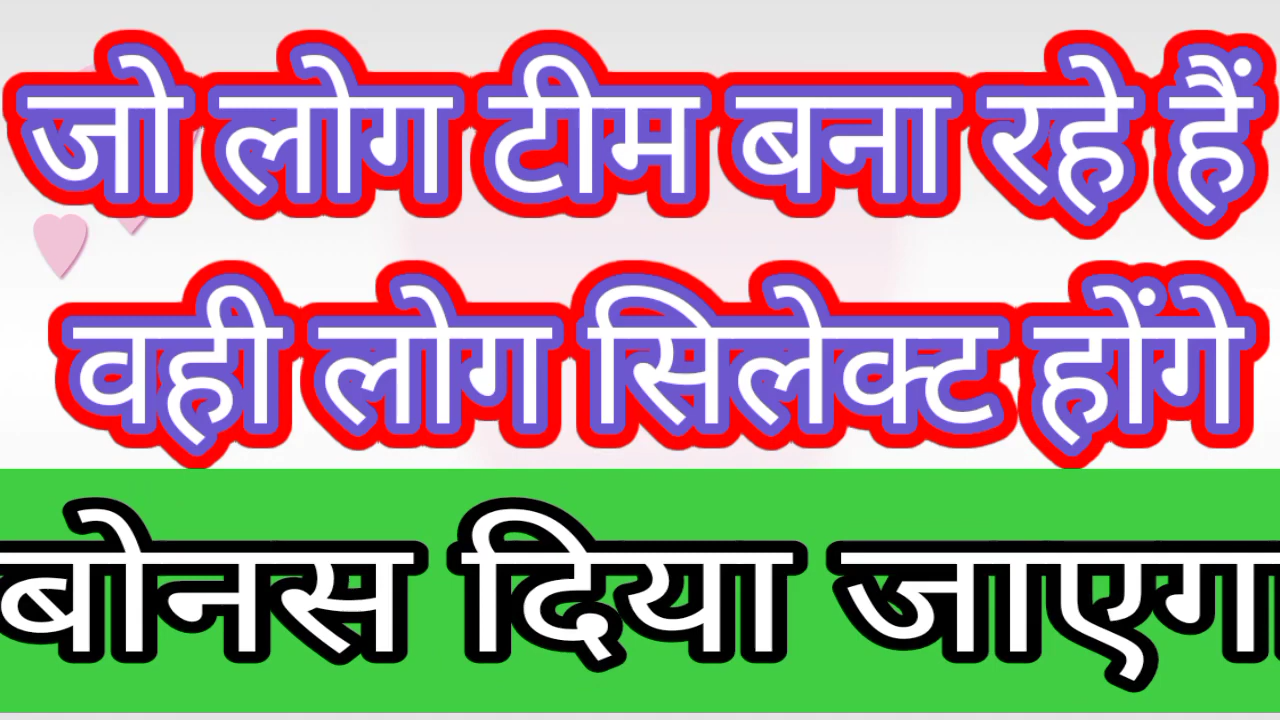 जो लोग टीम बना रहे हैं
वही लोग सिलेक्ट होंगे
बोनस दिया जाएगा